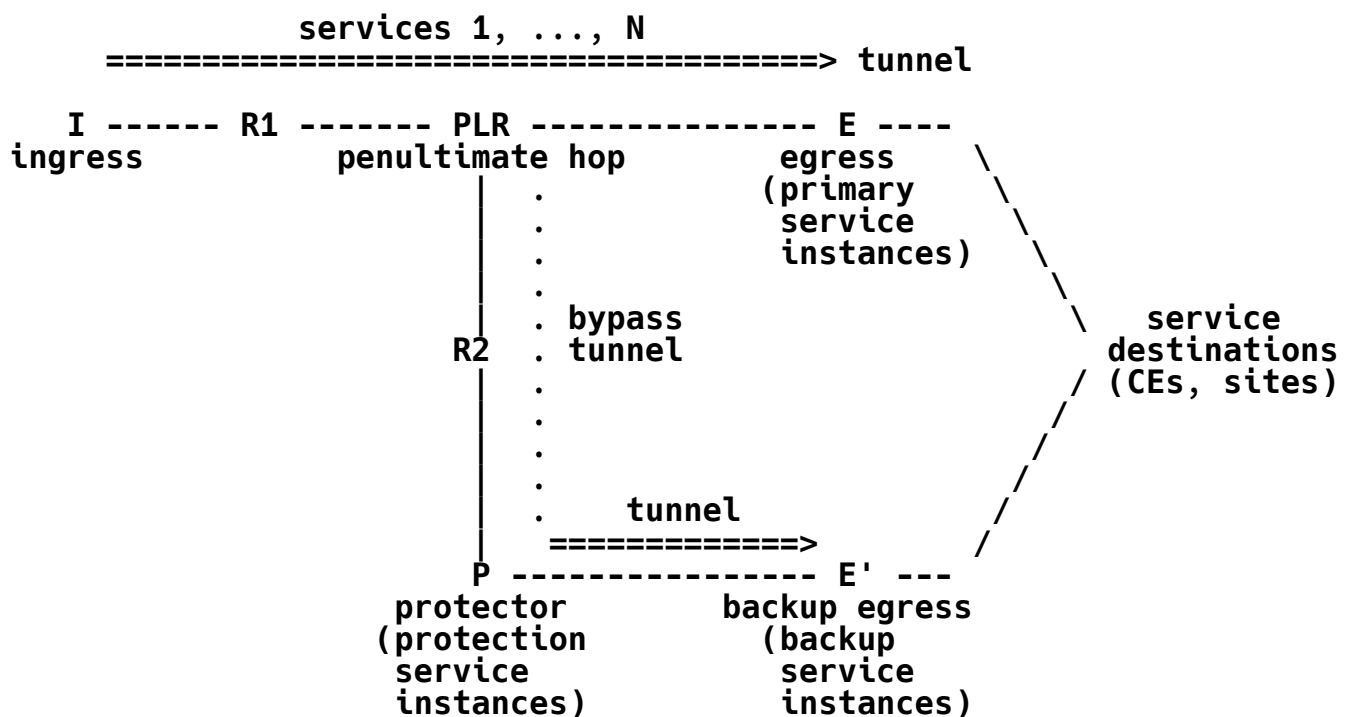 services 1, ..., N
=====================================> tunnel
I ------ R1 ------- PLR --------------- E ----
ingress penultimate hop egress \
| . (primary \
| . service \
| . instances) \
| . \
| . bypass \ service
R2 . tunnel destinations
| . / (CEs, sites)
| . /
| . /
| . /
| . tunnel /
| =============> /
P ---------------- E' ---
protector backup egress
(protection (backup
service service
instances) instances)